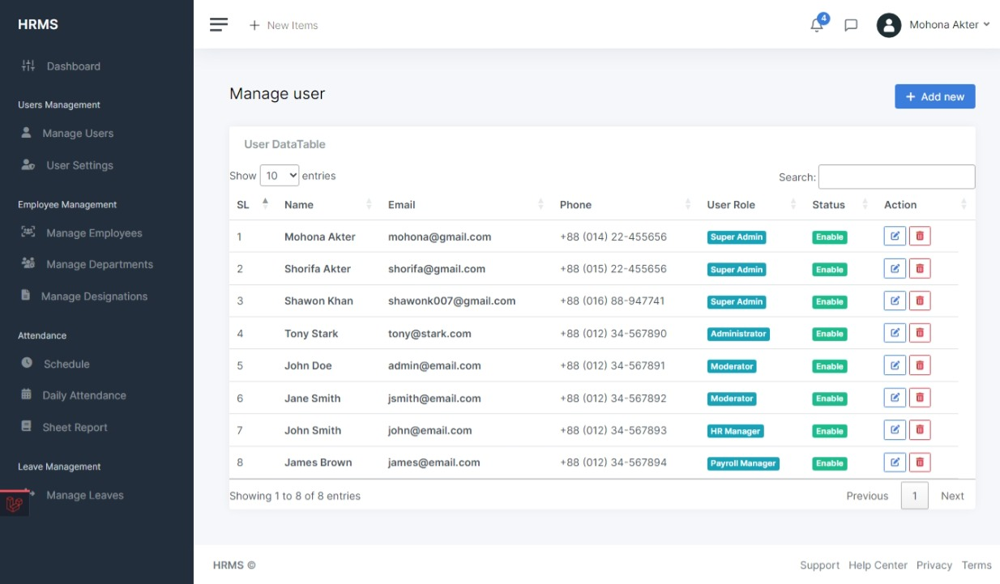 HRMS
Dashboard
Users Management
Manage Users
User Settings
Employee Management
Manage Employees
Manage Departments
Manage Designations
Attendance
Schedule
Daily Attendance
Sheet Report
Leave Management
Manage Leaves
+ New Items
4
Mohona Akter
Manage user
+ Add new
User DataTable
Show 10 entries
Search:
SL Name Email Phone User Role Status Action
1 Mohona Akter mohona@gmail.com +88 (014) 22-455656 Super Admin Enable
2 Shorifa Akter shorifa@gmail.com +88 (015) 22-455656 Super Admin Enable
3 Shawon Khan shawonk007@gmail.com +88 (016) 88-947741 Super Admin Enable
4 Tony Stark tony@stark.com +88 (012) 34-567890 Administrator Enable
5 John Doe admin@email.com +88 (012) 34-567891 Moderator Enable
6 Jane Smith jsmith@email.com +88 (012) 34-567892 Moderator Enable
7 John Smith john@email.com +88 (012) 34-567893 HR Manager Enable
8 James Brown james@email.com +88 (012) 34-567894 Payroll Manager Enable
Showing 1 to 8 of 8 entries
Previous 1 Next
HRMS ©
Support Help Center Privacy Terms